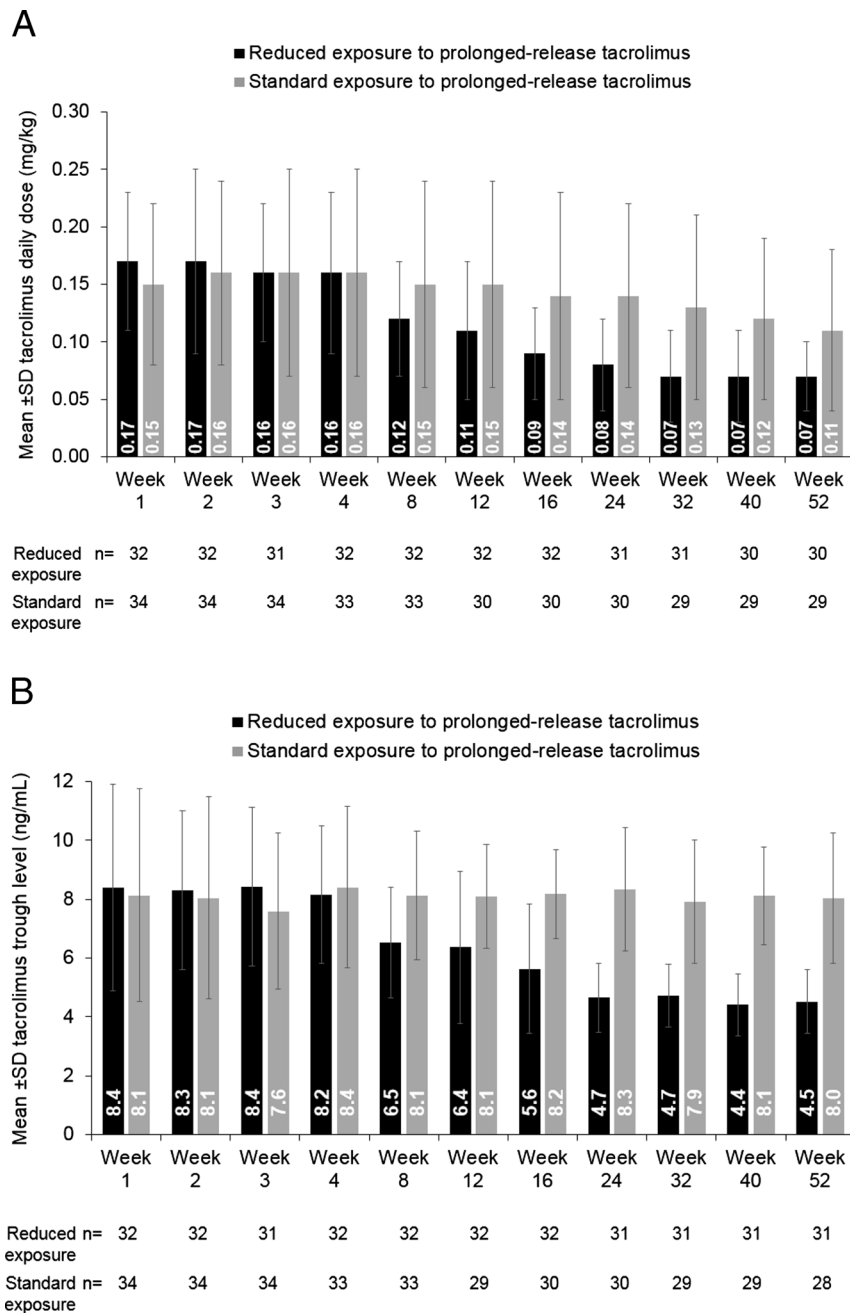 A
Reduced exposure to prolonged-release tacrolimus
Standard exposure to prolonged-release tacrolimus
Mean ±SD tacrolimus daily dose (mg/kg)
0.30
0.25
0.20
0.15
0.10
0.05
0.00
0.17 0.15 0.17 0.16 0.16 0.16 0.16 0.16 0.12 0.15 0.11 0.15 0.09 0.14 0.08 0.14 0.07 0.13 0.07 0.12 0.07 0.11
Week Week Week Week Week Week Week Week Week Week Week
1 2 3 4 8 12 16 24 32 40 52
Reduced n= 32 32 31 32 32 32 32 31 31 30 30
exposure
Standard n= 34 34 34 33 33 30 30 30 29 29 29
exposure
B
Reduced exposure to prolonged-release tacrolimus
Standard exposure to prolonged-release tacrolimus
Mean ±SD tacrolimus trough level (ng/mL)
12
10
8
6
4
2
0
8.4 8.1 8.3 8.1 8.4 7.6 8.2 8.4 6.5 8.1 6.4 8.1 5.6 8.2 4.7 8.3 4.7 7.9 4.4 8.1 4.5 8.0
Week Week Week Week Week Week Week Week Week Week Week
1 2 3 4 8 12 16 24 32 40 52
Reduced n= 32 32 31 32 32 32 32 31 31 31 31
exposure
Standard n= 34 34 34 33 33 29 30 30 29 29 28
exposure